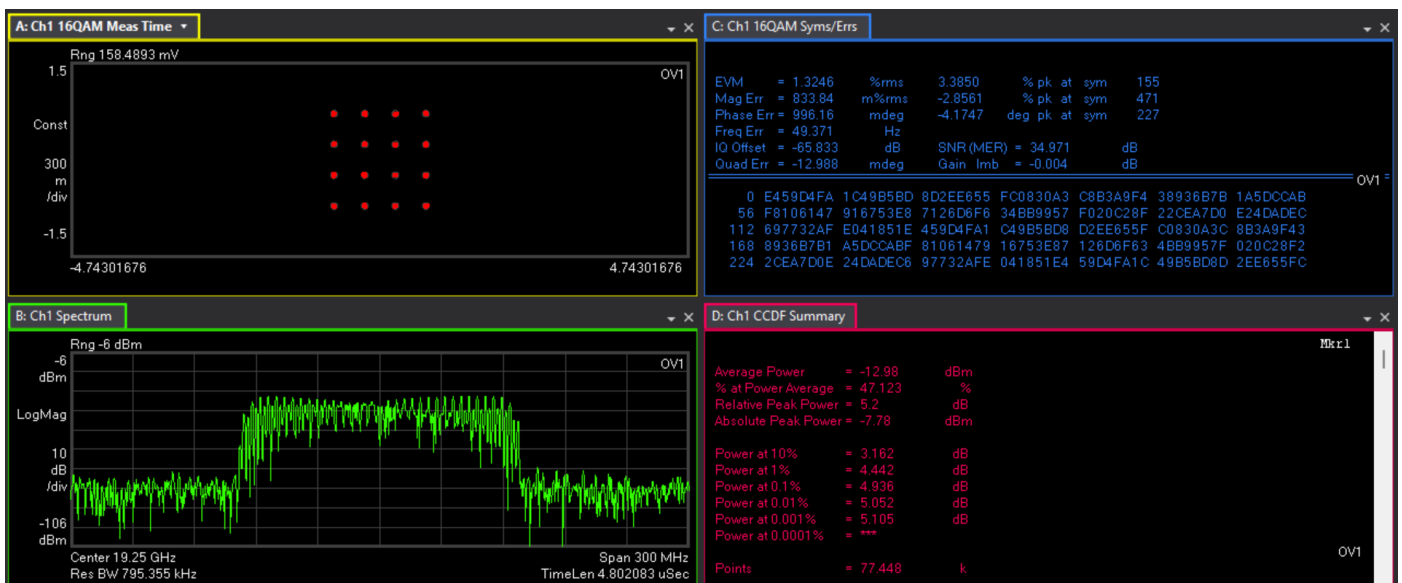 A: Ch1 16QAM Meas Time
Rng 158.4893 mV
1.5
OV1
Const
300
m
/div
-1.5
-4.74301676 4.74301676
C: Ch1 16QAM Syms/Errs
EVM = 1.3246 %rms 3.3850 % pk at sym 155
Mag Err = 833.84 m%rms -2.8561 % pk at sym 471
Phase Err = 996.16 mdeg -4.1747 deg pk at sym 227
Freq Err = 49.371 Hz
IQ Offset = -65.833 dB SNR (MER) = 34.971 dB
Quad Err = -12.988 mdeg Gain Imb = -0.004 dB
OV1
0 E459D4FA 1C49B5BD 8D2EE655 FC0830A3 C8B3A9F4 38936B7B 1A5DCCAB
56 F8106147 916753E8 7126D6F6 34BB9957 F020C28F 22CEA7D0 E24DADEC
112 697732AF E041851E 459D4FA1 C49B5BD8 D2EE655F C0830A3C 8B3A9F43
168 8936B7B1 A5DCCABF 81061479 16753E87 126D6F63 4BB9957F 020C28F2
224 2CEA7D0E 24DADEC6 97732AFE 041851E4 59D4FA1C 49B5BD8D 2EE655FC
B: Ch1 Spectrum
Rng -6 dBm
-6
dBm
OV1
LogMag
10
dB
/div
-106
dBm
Center 19.25 GHz Span 300 MHz
Res BW 795.355 kHz TimeLen 4.802083 uSec
D: Ch1 CCDF Summary
Mkr1
Average Power = -12.98 dBm
% at Power Average = 47.123 %
Relative Peak Power = 5.2 dB
Absolute Peak Power = -7.78 dBm
Power at 10% = 3.162 dB
Power at 1% = 4.442 dB
Power at 0.1% = 4.936 dB
Power at 0.01% = 5.052 dB
Power at 0.001% = 5.105 dB
Power at 0.0001% = ***
OV1
Points = 77.448 k